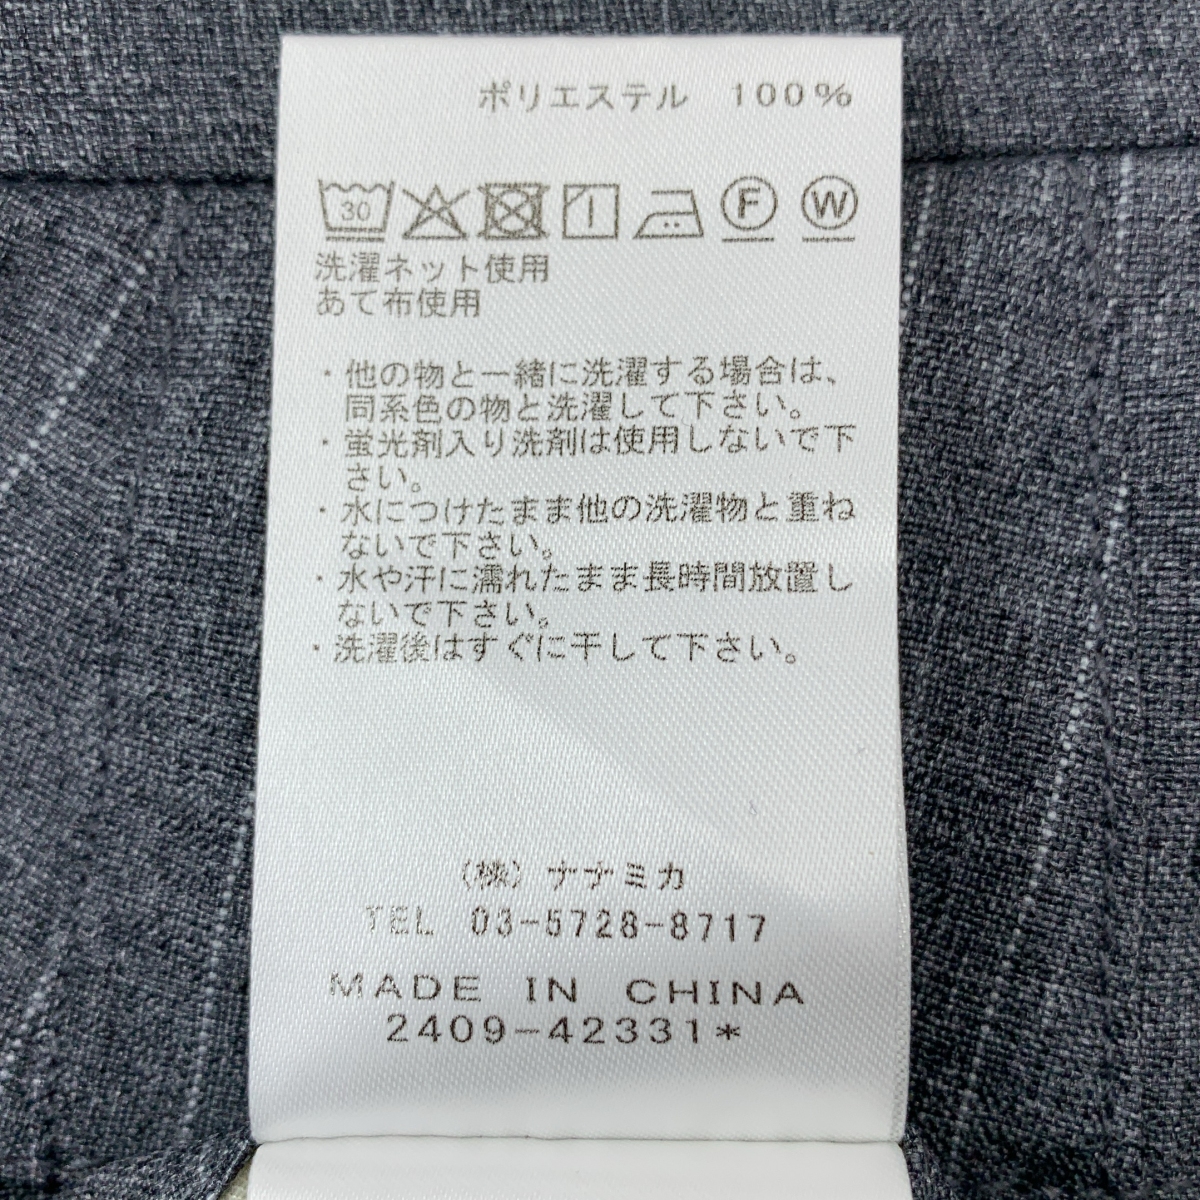 ポリエステル 100%
30 F W
洗濯ネット使用
あて布使用
・他の物と一緒に洗濯する場合は、
同系色の物と洗濯して下さい。
・蛍光剤入り洗剤は使用しないで下
さい。
・水につけたまま他の洗濯物と重ね
ないで下さい。
・水や汗に濡れたまま長時間放置し
ないで下さい。
・洗濯後はすぐに干して下さい。
(株) ナナミカ
TEL 03-5728-8717
MADE IN CHINA
2409-42331*